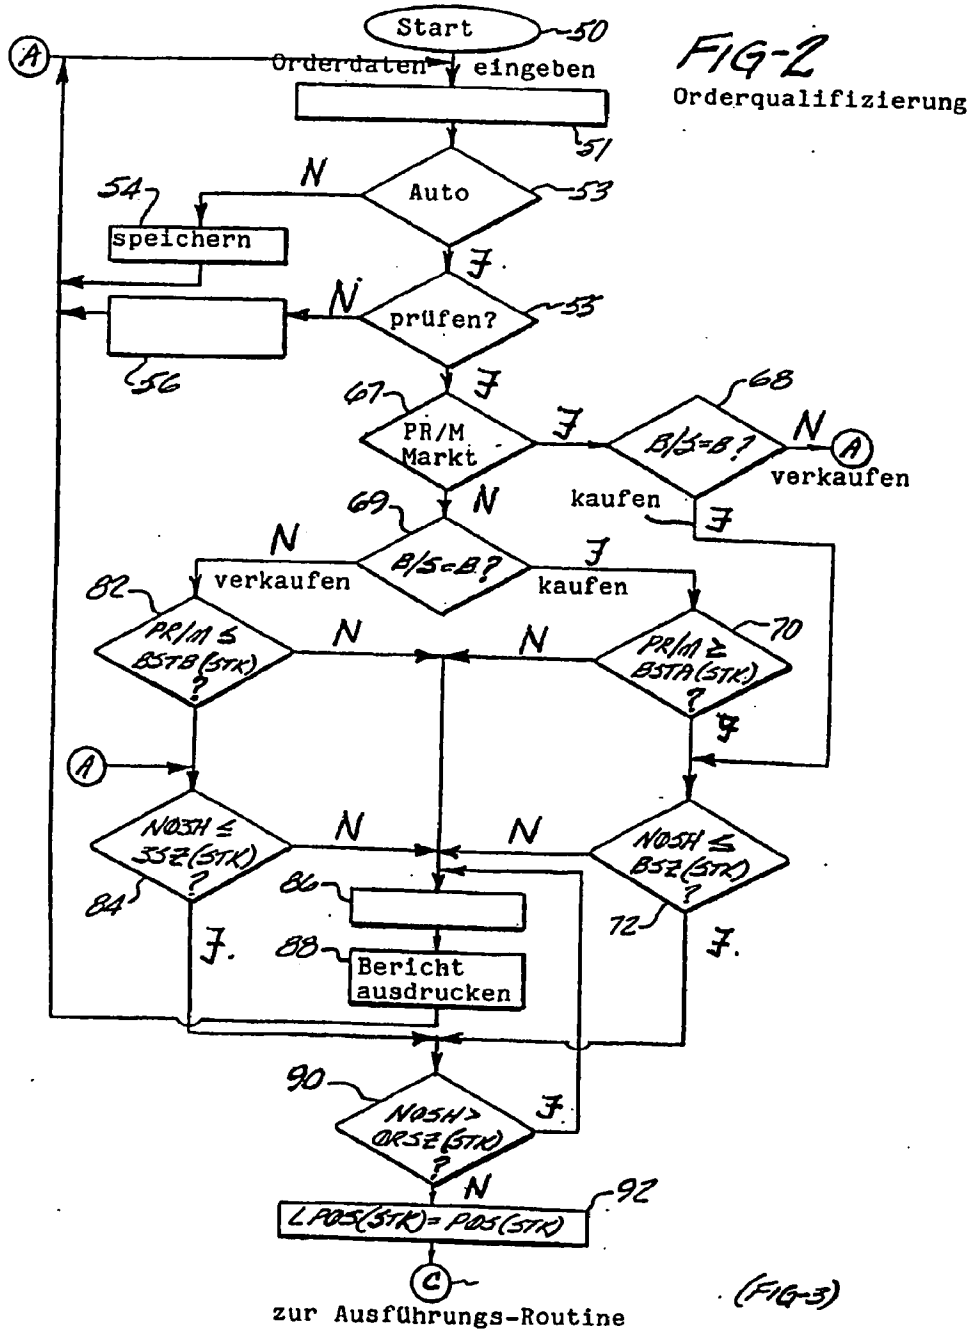 Start
50
A
FIG-2
Orderdaten eingeben
Orderqualifizierung
51
N
54
Auto
53
speichern
J
N
prüfen?
55
56
J
67
68
PR/M
Markt
J
B/S=B?
N
A
verkaufen
kaufen
J
N
69
N
B/S=B?
J
verkaufen
kaufen
82
PR/M ≤
BSTB(STK)
?
N
N
PR/M ≥
BSTA(STK)
?
70
J
A
NOSH ≤
SSZ(STK)
?
N
N
NOSH ≤
BSZ(STK)
?
84
86
72
J.
88
J.
Bericht
ausdrucken
90
NOSH >
ORSZ(STK)
?
J
N
92
LPOS(STK)=POS(STK)
C
(FIG-3)
zur Ausführungs-Routine